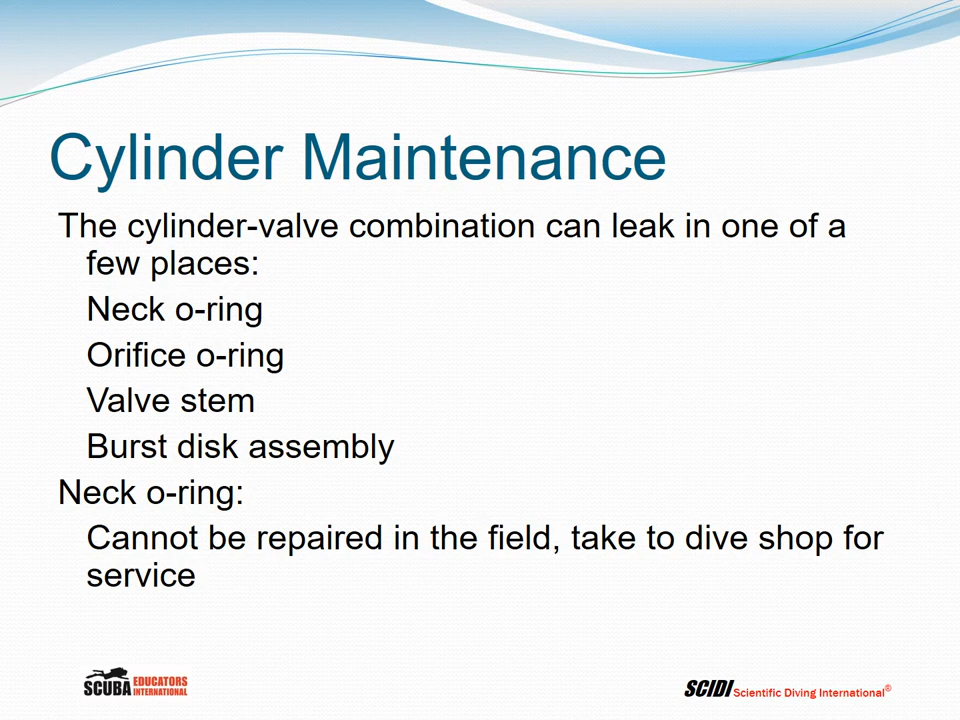 Cylinder Maintenance
The cylinder-valve combination can leak in one of a
few places:
Neck o-ring
Orifice o-ring
Valve stem
Burst disk assembly
Neck o-ring:
Cannot be repaired in the field, take to dive shop for
service
SCUBA EDUCATORS
INTERNATIONAL
SCIDI Scientific Diving International®